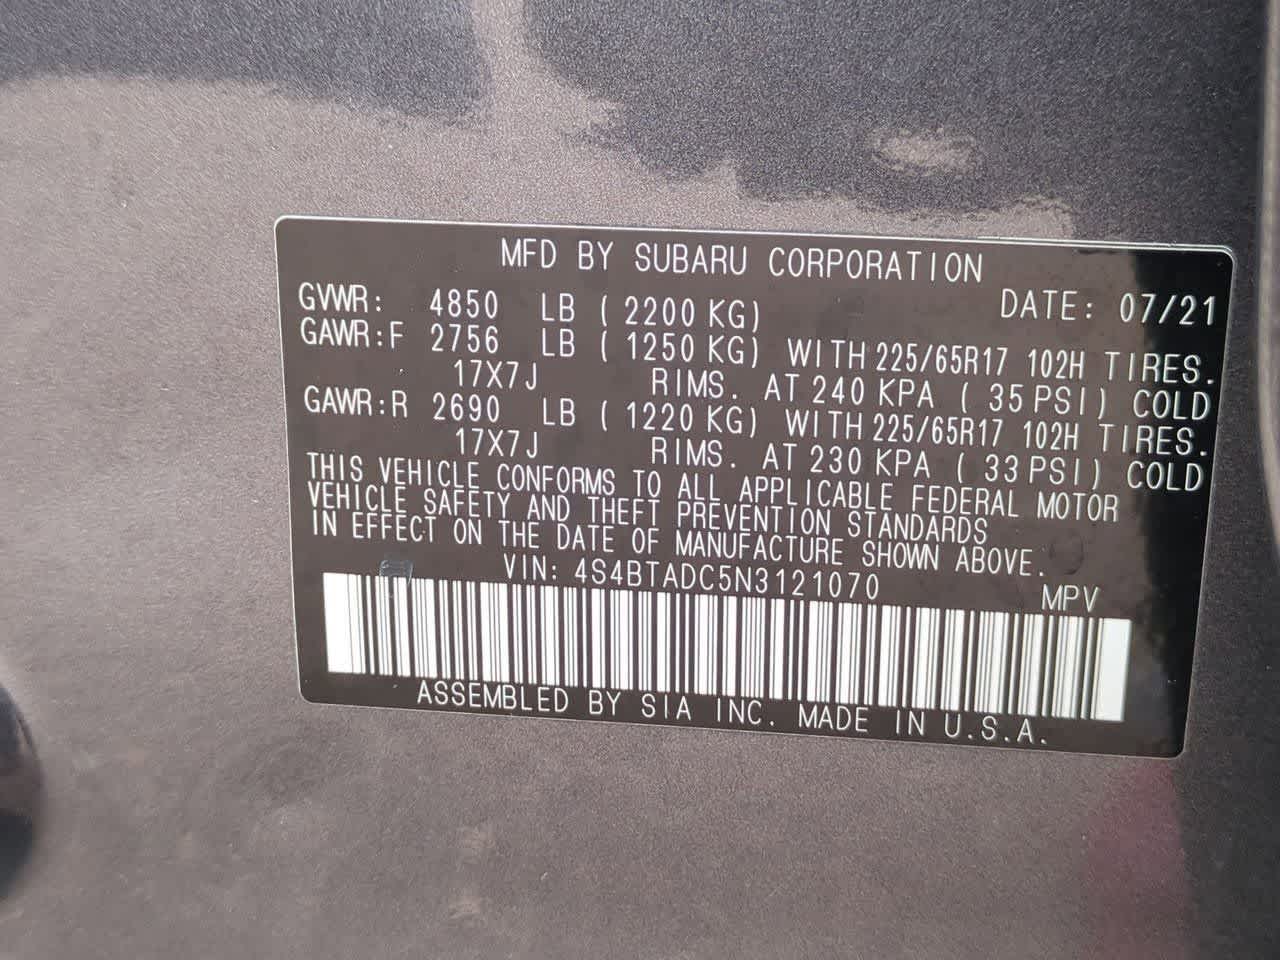 MFD BY SUBARU CORPORATION
GVWR: 4850 LB ( 2200 KG) DATE: 07/21
GAWR:F 2756 LB ( 1250 KG) WITH 225/65R17 102H TIRES.
17X7J RIMS. AT 240 KPA ( 35 PSI) COLD
GAWR:R 2690 LB ( 1220 KG) WITH 225/65R17 102H TIRES.
17X7J RIMS. AT 230 KPA ( 33 PSI) COLD
THIS VEHICLE CONFORMS TO ALL APPLICABLE FEDERAL MOTOR
VEHICLE SAFETY AND THEFT PREVENTION STANDARDS
IN EFFECT ON THE DATE OF MANUFACTURE SHOWN ABOVE.
VIN: 4S4BTADC5N3121070 MPV
ASSEMBLED BY SIA INC. MADE IN U.S.A.